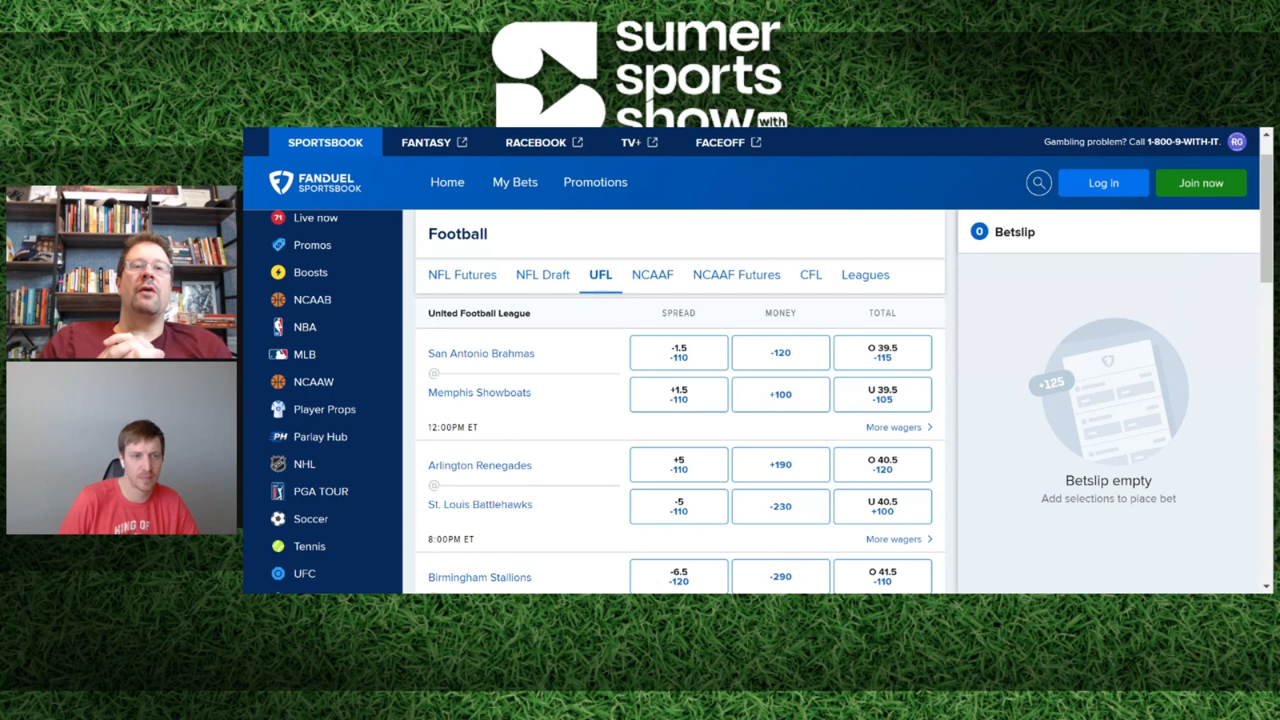 sumer
sports
show with
SPORTSBOOK
FANTASY
RACEBOOK
TV+
FACEOFF
Gambling problem? Call 1-800-9-WITH-IT.
RG
FANDUEL
SPORTSBOOK
Home
My Bets
Promotions
Log in
Join now
71 Live now
Promos
Boosts
NCAAB
NBA
MLB
NCAAW
Player Props
PH Parlay Hub
NHL
PGA TOUR
Soccer
Tennis
UFC
Football
NFL Futures
NFL Draft
UFL
NCAAF
NCAAF Futures
CFL
Leagues
United Football League
SPREAD
MONEY
TOTAL
San Antonio Brahmas
-1.5
-110
-120
O 39.5
-115
@
Memphis Showboats
+1.5
-110
+100
U 39.5
-105
12:00PM ET
More wagers
Arlington Renegades
+5
-110
+190
O 40.5
-120
@
St. Louis Battlehawks
-5
-110
-230
U 40.5
+100
8:00PM ET
More wagers
Birmingham Stallions
-6.5
-120
-290
O 41.5
-110
0 Betslip
+125
Betslip empty
Add selections to place bet
KING OF